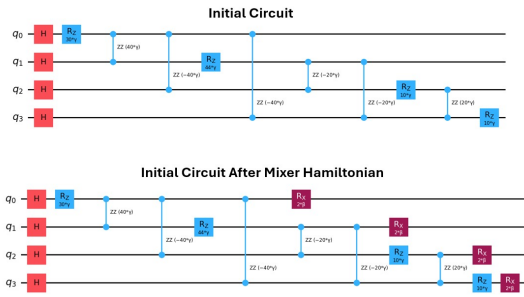 Initial Circuit
q0 H RZ 30*γ
ZZ (40*γ)
q1 H RZ 44*γ
ZZ (−40*γ) ZZ (−20*γ)
q2 H RZ 10*γ
ZZ (−40*γ) ZZ (−20*γ) ZZ (20*γ)
q3 H RZ 10*γ
Initial Circuit After Mixer Hamiltonian
q0 H RZ 30*γ RX 2*β
ZZ (40*γ)
q1 H RZ 44*γ RX 2*β
ZZ (−40*γ) ZZ (−20*γ)
q2 H RZ 10*γ RX 2*β
ZZ (−40*γ) ZZ (−20*γ) ZZ (20*γ)
q3 H RZ 10*γ RX 2*β